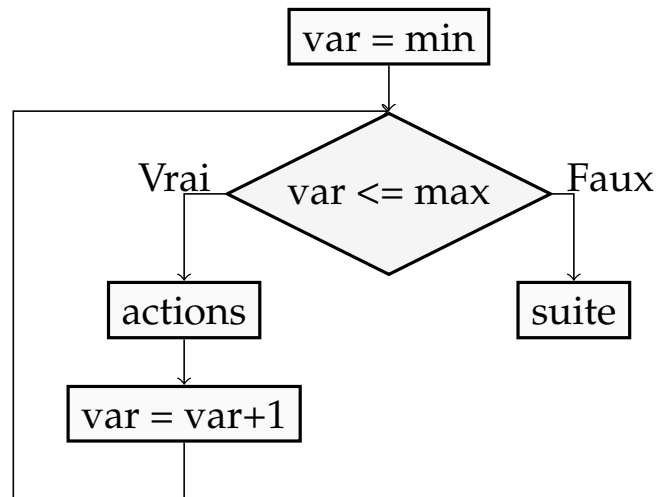 var = min
Vrai
var <= max
Faux
actions
suite
var = var+1